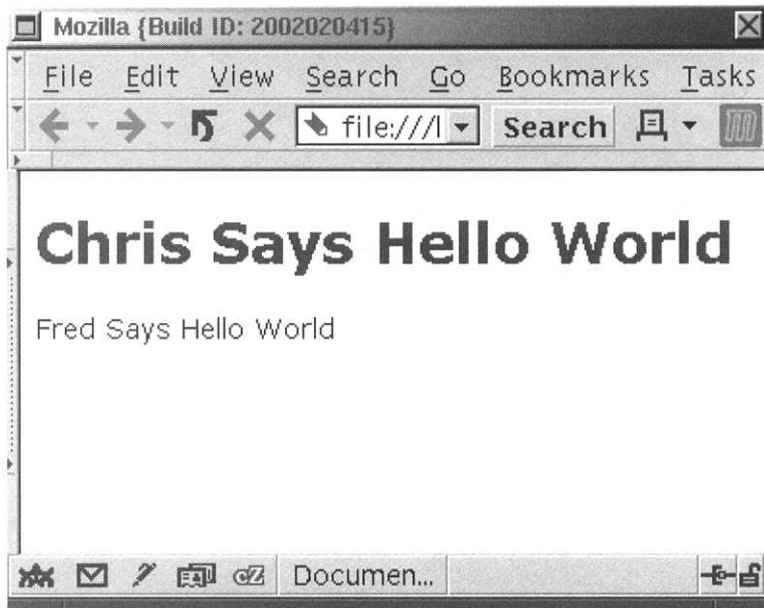 Mozilla {Build ID: 2002020415}
File Edit View Search Go Bookmarks Tasks
file:///l Search
Chris Says Hello World
Fred Says Hello World
Documen...